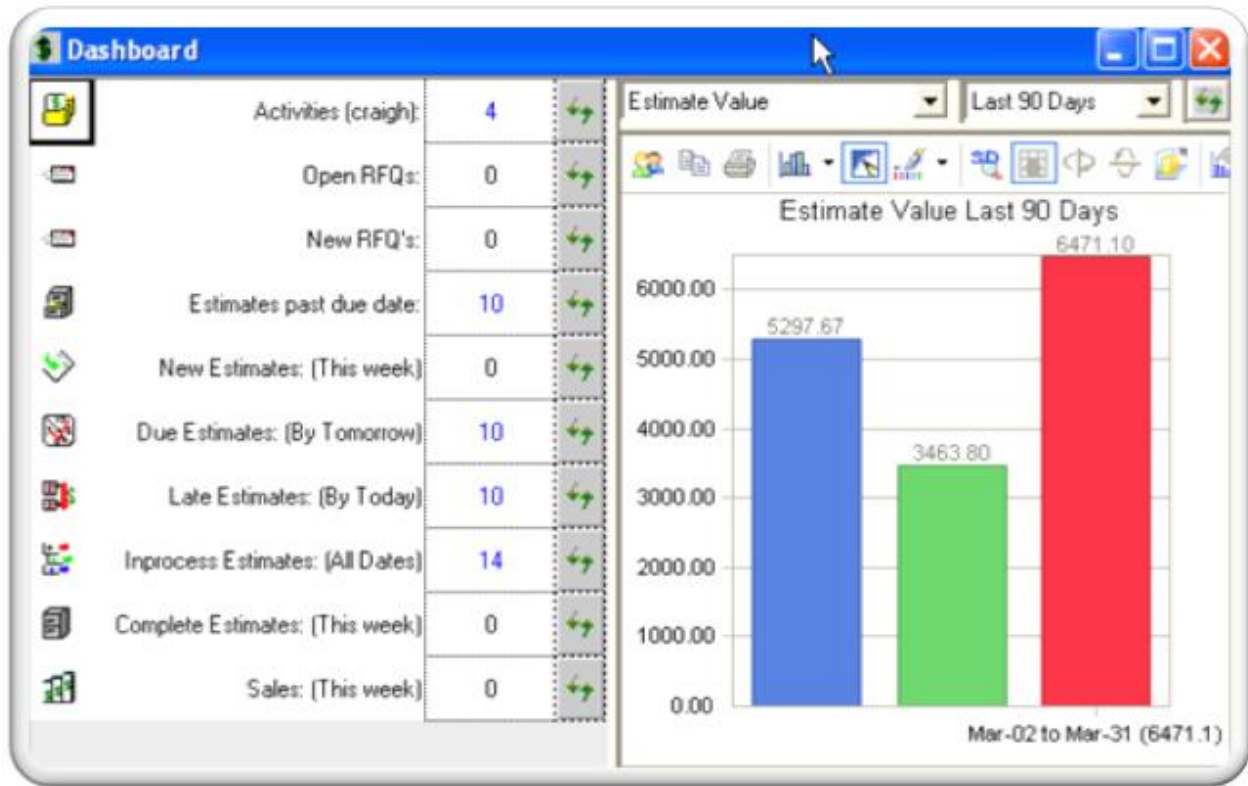 Dashboard
Activities (craigh): 4
Open RFQs: 0
New RFQ's: 0
Estimates past due date: 10
New Estimates: (This week) 0
Due Estimates: (By Tomorrow) 10
Late Estimates: (By Today) 10
Inprocess Estimates: (All Dates) 14
Complete Estimates: (This week) 0
Sales: (This week) 0
Estimate Value Last 90 Days
3D
Estimate Value Last 90 Days
6471.10
6000.00
5297.67
5000.00
4000.00
3463.80
3000.00
2000.00
1000.00
0.00
Mar-02 to Mar-31 (6471.1)